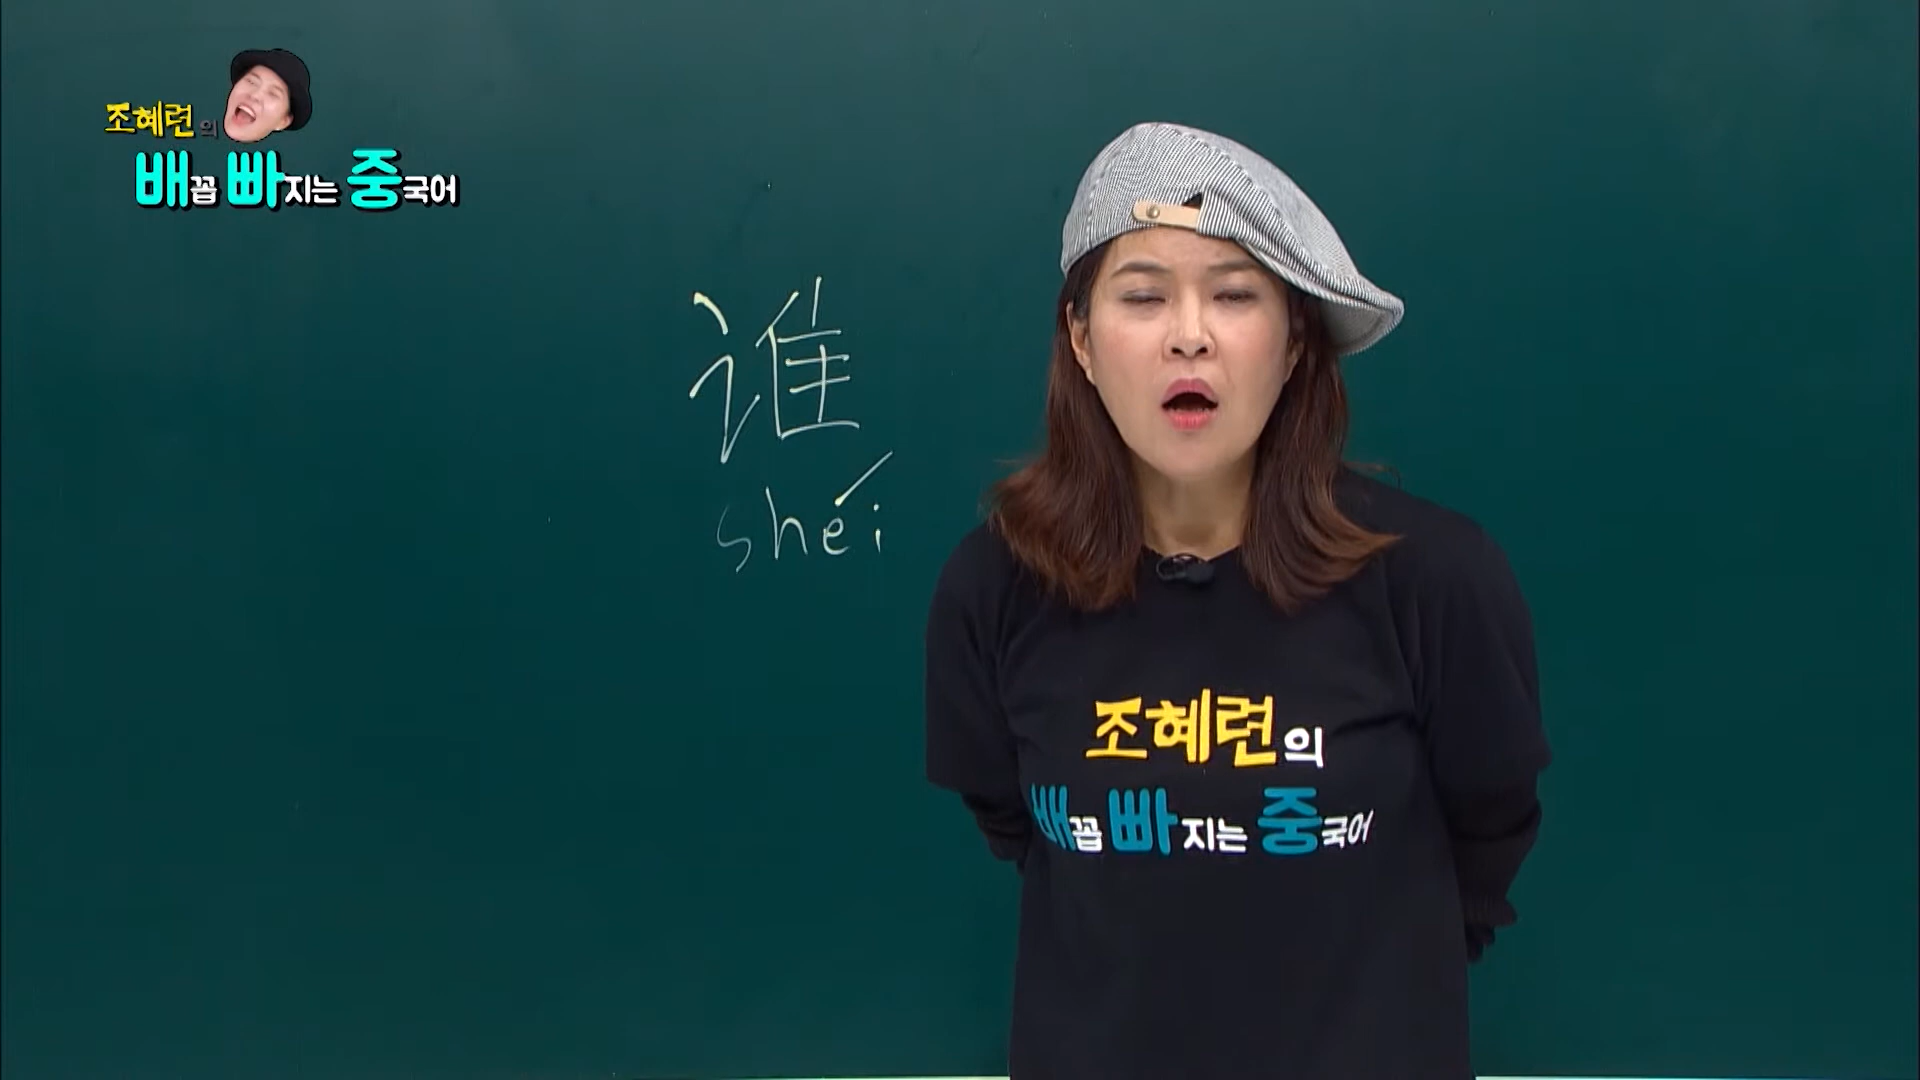 조혜련의
배꼽 빠지는 중국어
谁
shéi
조혜련의
배꼽 빠지는 중국어